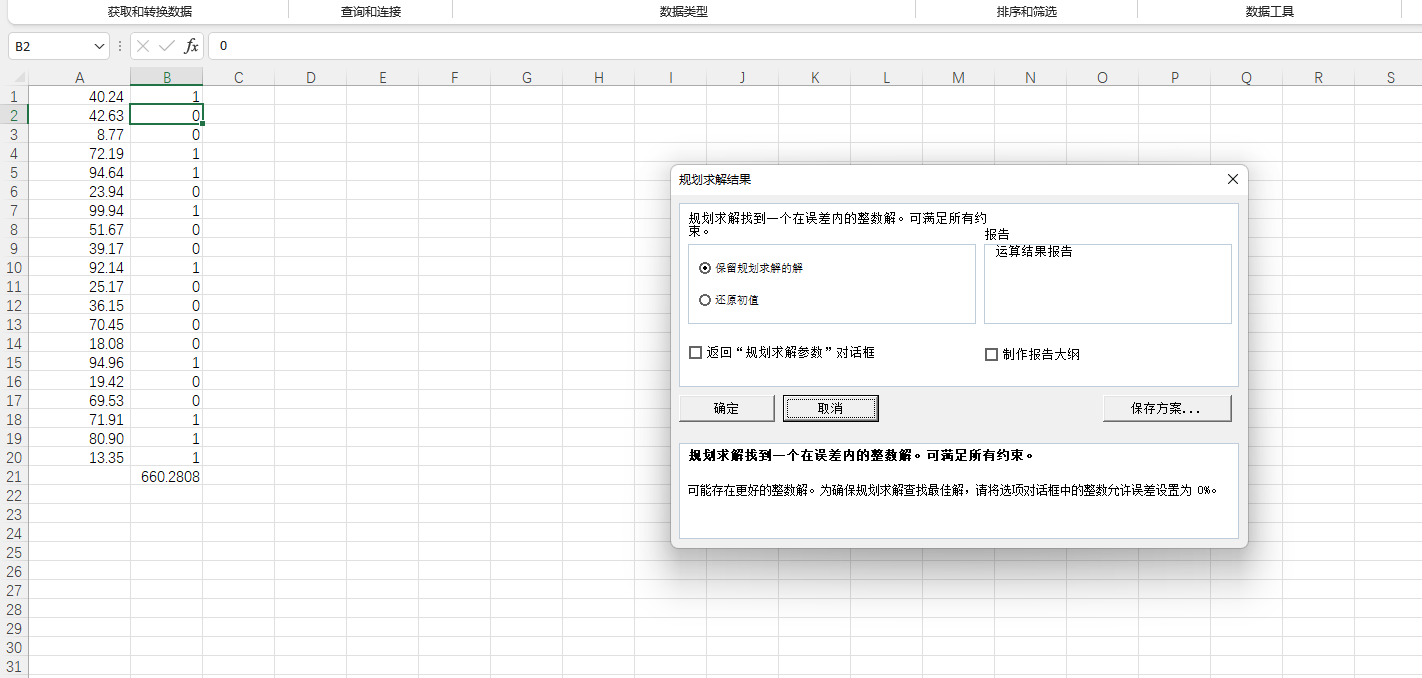 获取和转换数据 查询和连接 数据类型 排序和筛选 数据工具
B2 fx 0
A B C D E F G H I J K L M N O P Q R S
1 40.24 1
2 42.63 0
3 8.77 0
4 72.19 1
5 94.64 1
6 23.94 0
7 99.94 1
8 51.67 0
9 39.17 0
10 92.14 1
11 25.17 0
12 36.15 0
13 70.45 0
14 18.08 0
15 94.96 1
16 19.42 0
17 69.53 0
18 71.91 1
19 80.90 1
20 13.35 1
21 660.2808
22
23
24
25
26
27
28
29
30
31
规划求解结果
规划求解找到一个在误差内的整数解。可满足所有约
束。
报告
运算结果报告
保留规划求解的解
还原初值
返回“规划求解参数”对话框
制作报告大纲
确定 取消 保存方案...
规划求解找到一个在误差内的整数解。可满足所有约束。
可能存在更好的整数解。为确保规划求解查找最佳解，请将选项对话框中的整数允许误差设置为 0%。